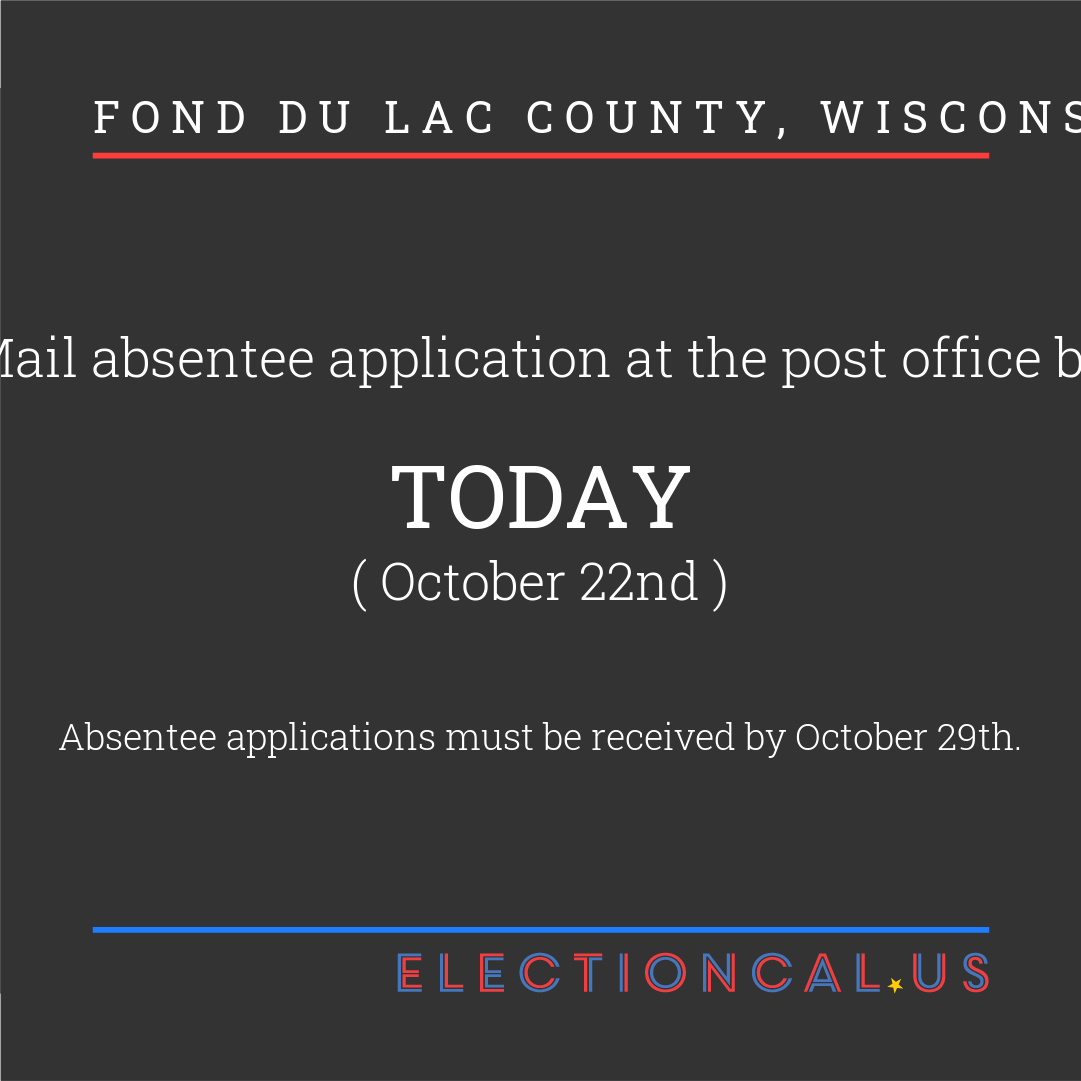 FOND DU LAC COUNTY, WISCONS
Mail absentee application at the post office b
TODAY
( October 22nd )
Absentee applications must be received by October 29th.
ELECTIONCAL.US